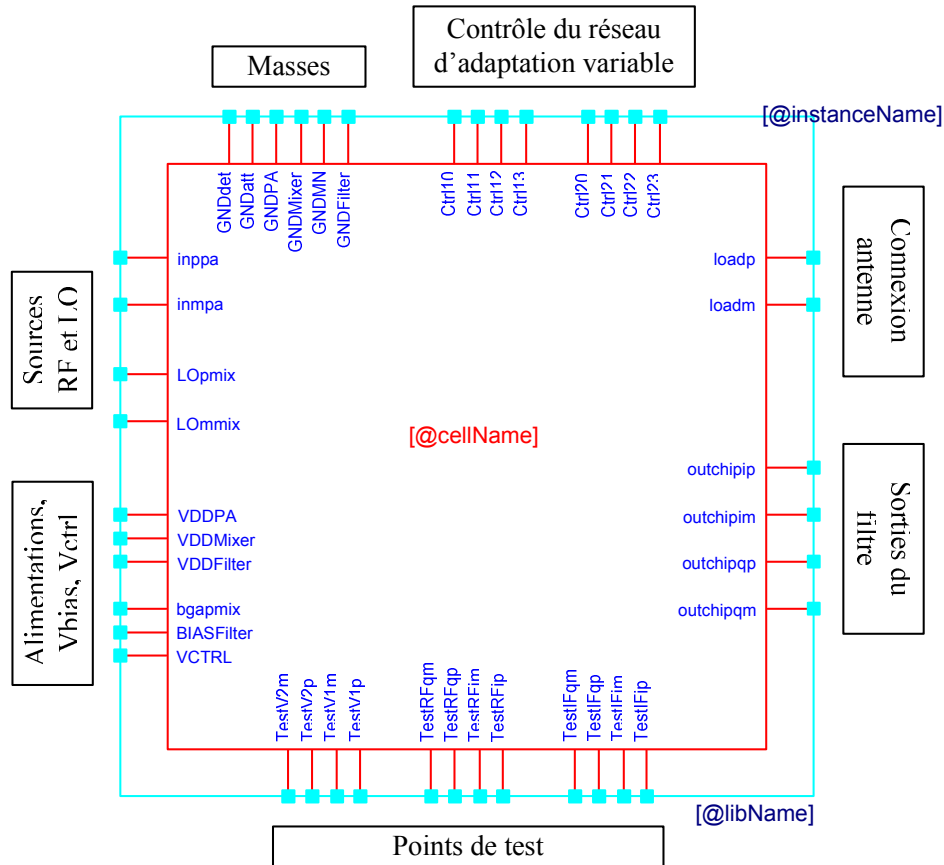 Contrôle du réseau
d'adaptation variable
Masses
[@instanceName]
GNDdet
GNDatt
GNDPA
GNDMixer
GNDMN
GNDFilter
Ctrl10
Ctrl11
Ctrl12
Ctrl13
Ctrl20
Ctrl21
Ctrl22
Ctrl23
Sources
RF et LO
inppa
inmpa
LOpmix
LOmmix
loadp
loadm
Connexion
antenne
[@cellName]
Alimentations,
Vbias, Vctrl
VDDPA
VDDMixer
VDDFilter
bgapmix
BIASFilter
VCTRL
outchipip
outchipim
outchipqp
outchipqm
Sorties du
filtre
TestV2m
TestV2p
TestV1m
TestV1p
TestRFqm
TestRFqp
TestRFim
TestRFip
TestIFqm
TestIFqp
TestIFim
TestIFip
[@libName]
Points de test